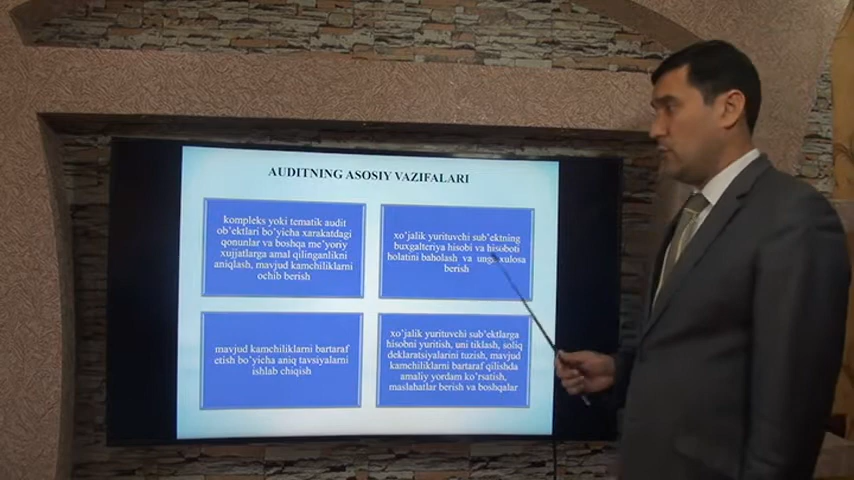 AUDITNING ASOSIY VAZIFALARI
kompleks yoki tematik audit
ob'ektlari bo'yicha xarakatdagi
qonunlar va boshqa me'yoriy
xujjatlarga amal qilinganlikni
aniqlash, mavjud kamchiliklarni
ochib berish
xo'jalik yurituvchi sub'ektning
buxgalteriya hisobi va hisoboti
holatini baholash va unga xulosa
berish
mavjud kamchiliklarni bartaraf
etish bo'yicha aniq tavsiyalarni
ishlab chiqish
xo'jalik yurituvchi sub'ektlarga
hisobni yuritish, uni tiklash, soliq
deklaratsiyalarini tuzish, mavjud
kamchiliklarni bartaraf qilishda
amaliy yordam ko'rsatish,
maslahatlar berish va boshqalar